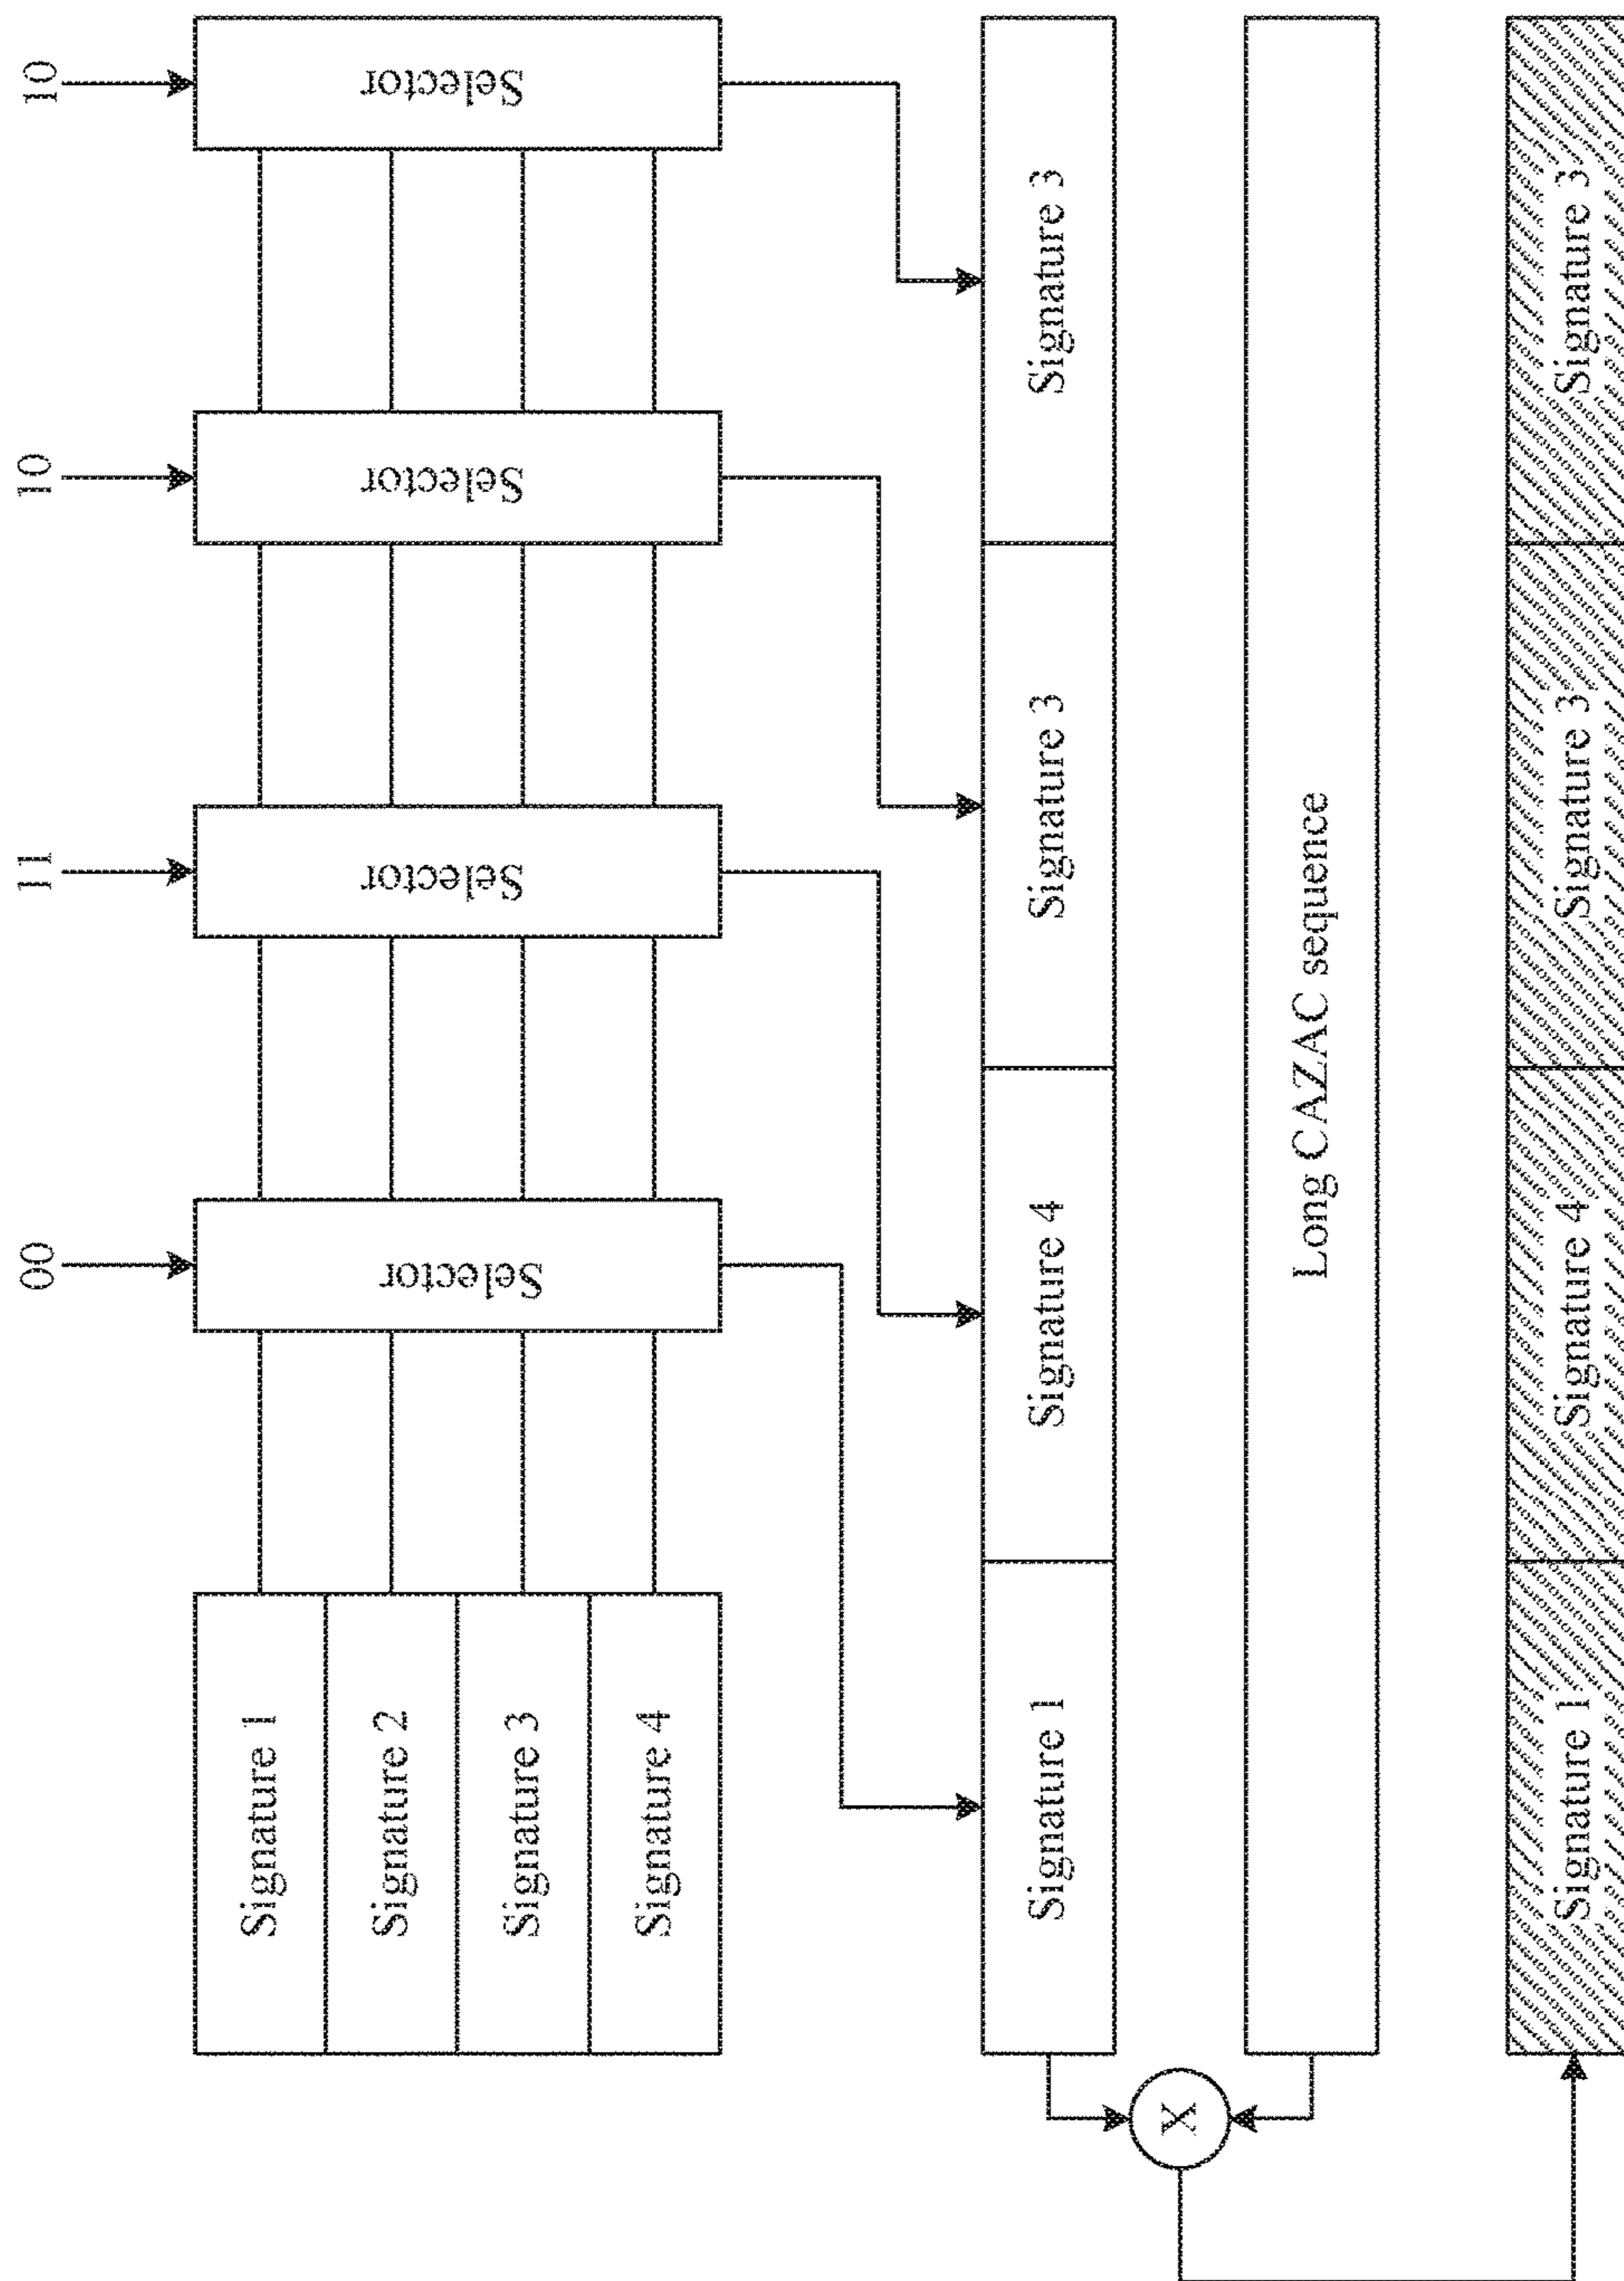 00
11
10
10
Signature 1
Signature 2
Signature 3
Signature 4
Selector
Selector
Selector
Selector
Signature 1
Signature 4
Signature 3
Signature 3
X
Long CAZAC sequence
Signature 1
Signature 4
Signature 3
Signature 3